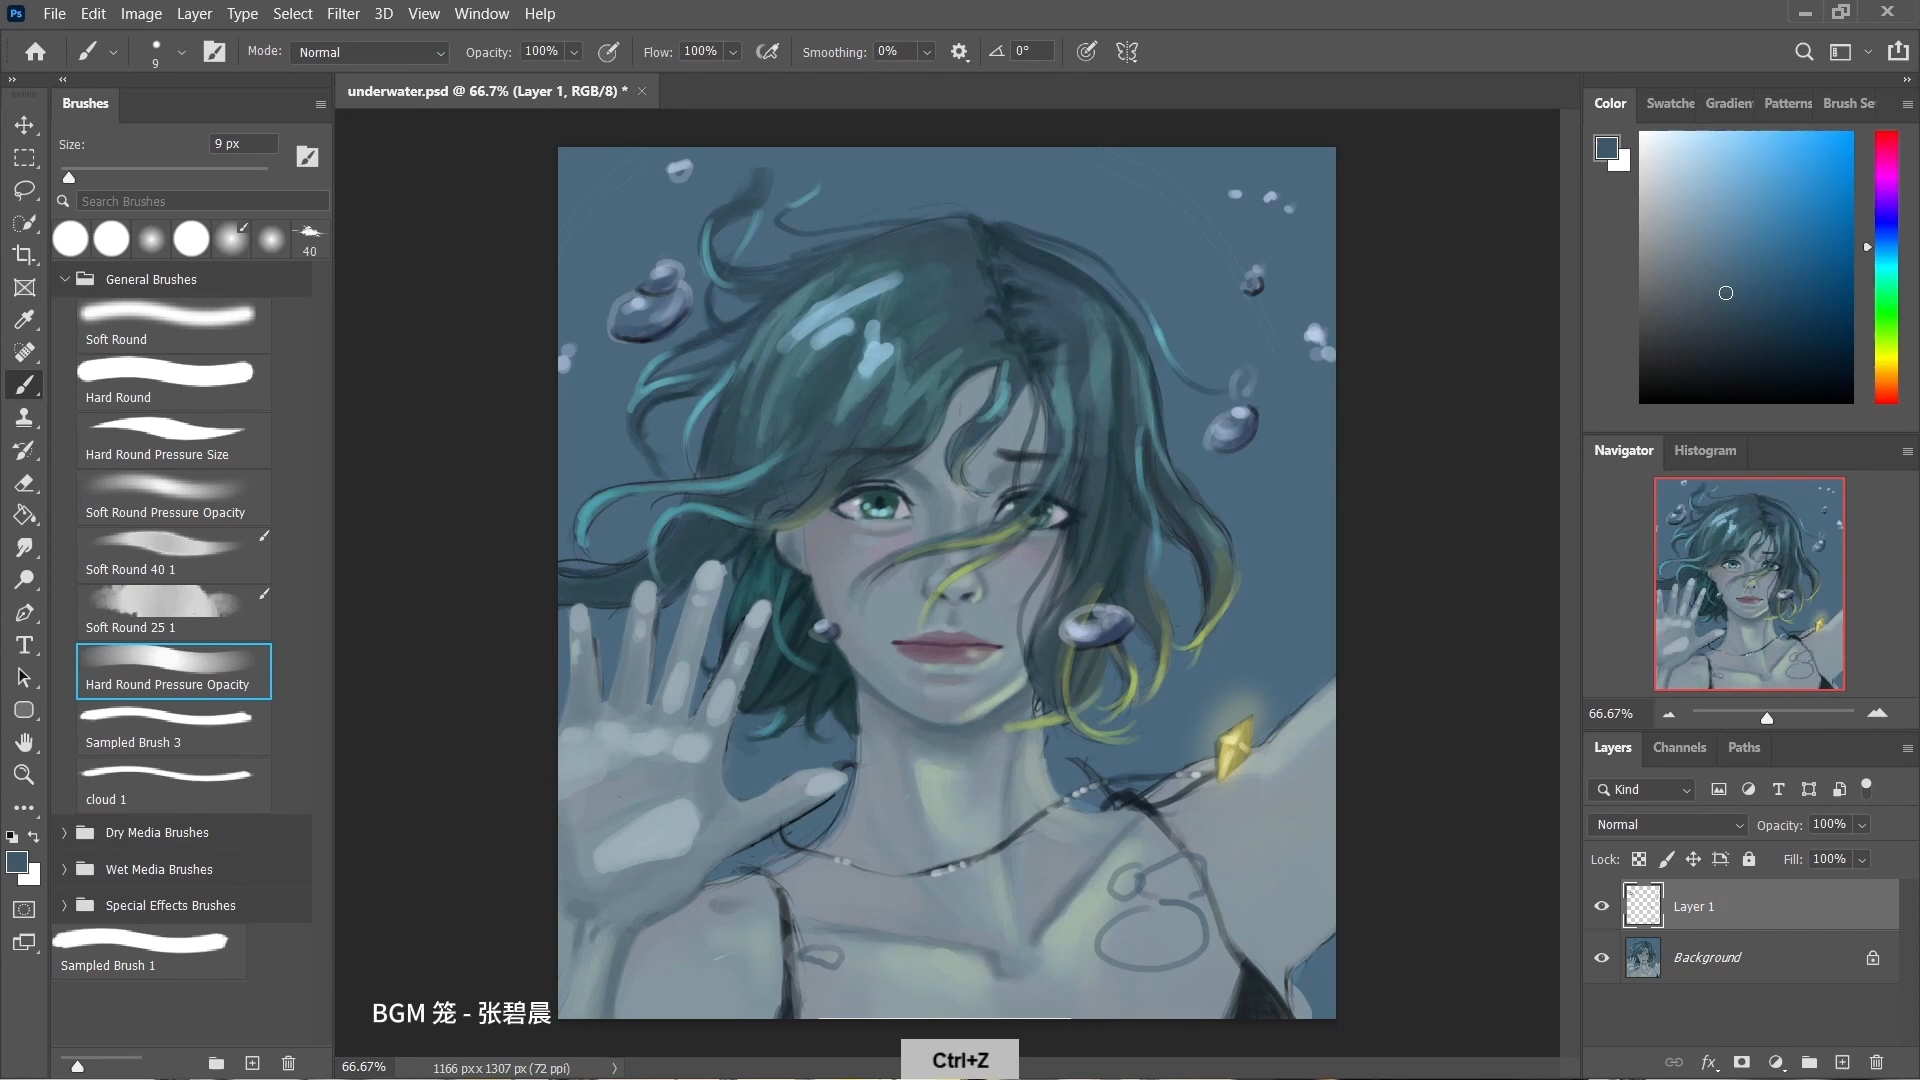 Ps File Edit Image Layer Type Select Filter 3D View Window Help
9 Mode: Normal Opacity: 100% Flow: 100% Smoothing: 0% 0°
underwater.psd @ 66.7% (Layer 1, RGB/8) *
Brushes
Size: 9 px
Search Brushes
40
General Brushes
Soft Round
Hard Round
Hard Round Pressure Size
Soft Round Pressure Opacity
Soft Round 40 1
Soft Round 25 1
Hard Round Pressure Opacity
Sampled Brush 3
cloud 1
Dry Media Brushes
Wet Media Brushes
Special Effects Brushes
Sampled Brush 1
BGM 笼 - 张碧晨
Ctrl+Z
66.67% 1166 px x 1307 px (72 ppi)
Color Swatche Gradien Patterns Brush Se
Navigator Histogram
66.67%
Layers Channels Paths
Kind
Normal Opacity: 100%
Lock: Fill: 100%
Layer 1
Background
fx